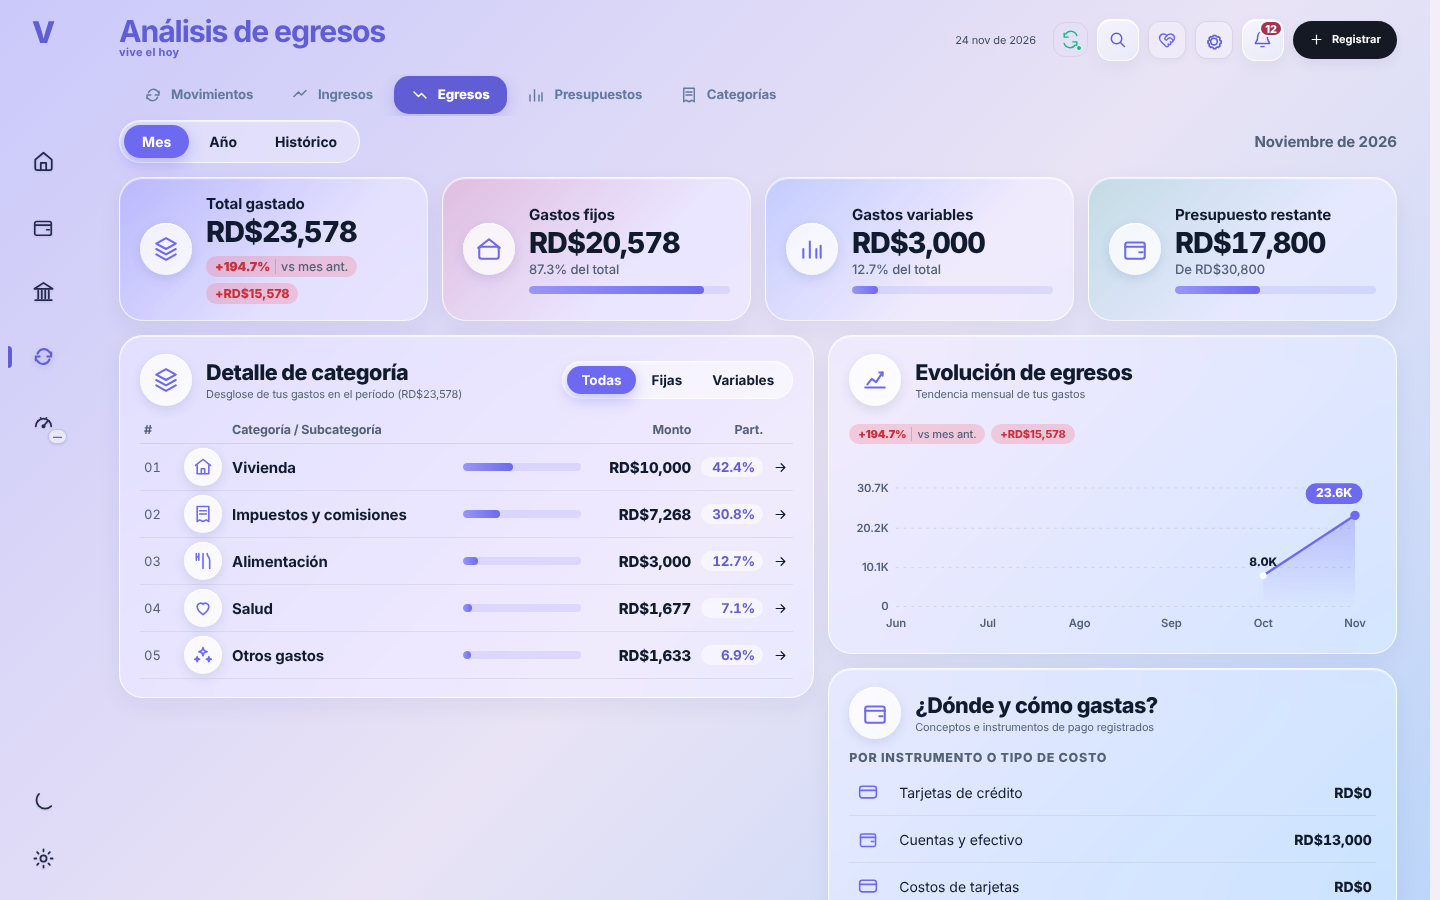 V
Análisis de egresos
vive el hoy
24 nov de 2026
12
+ Registrar
Movimientos
Ingresos
Egresos
Presupuestos
Categorías
Mes
Año
Histórico
Noviembre de 2026
Total gastado
RD$23,578
+194.7% vs mes ant.
+RD$15,578
Gastos fijos
RD$20,578
87.3% del total
Gastos variables
RD$3,000
12.7% del total
Presupuesto restante
RD$17,800
De RD$30,800
Detalle de categoría
Desglose de tus gastos en el período (RD$23,578)
Todas
Fijas
Variables
# Categoría / Subcategoría Monto Part.
01 Vivienda RD$10,000 42.4% →
02 Impuestos y comisiones RD$7,268 30.8% →
03 Alimentación RD$3,000 12.7% →
04 Salud RD$1,677 7.1% →
05 Otros gastos RD$1,633 6.9% →
Evolución de egresos
Tendencia mensual de tus gastos
+194.7% vs mes ant. +RD$15,578
30.7K
23.6K
20.2K
8.0K
10.1K
0
Jun Jul Ago Sep Oct Nov
¿Dónde y cómo gastas?
Conceptos e instrumentos de pago registrados
POR INSTRUMENTO O TIPO DE COSTO
Tarjetas de crédito RD$0
Cuentas y efectivo RD$13,000
Costos de tarjetas RD$0